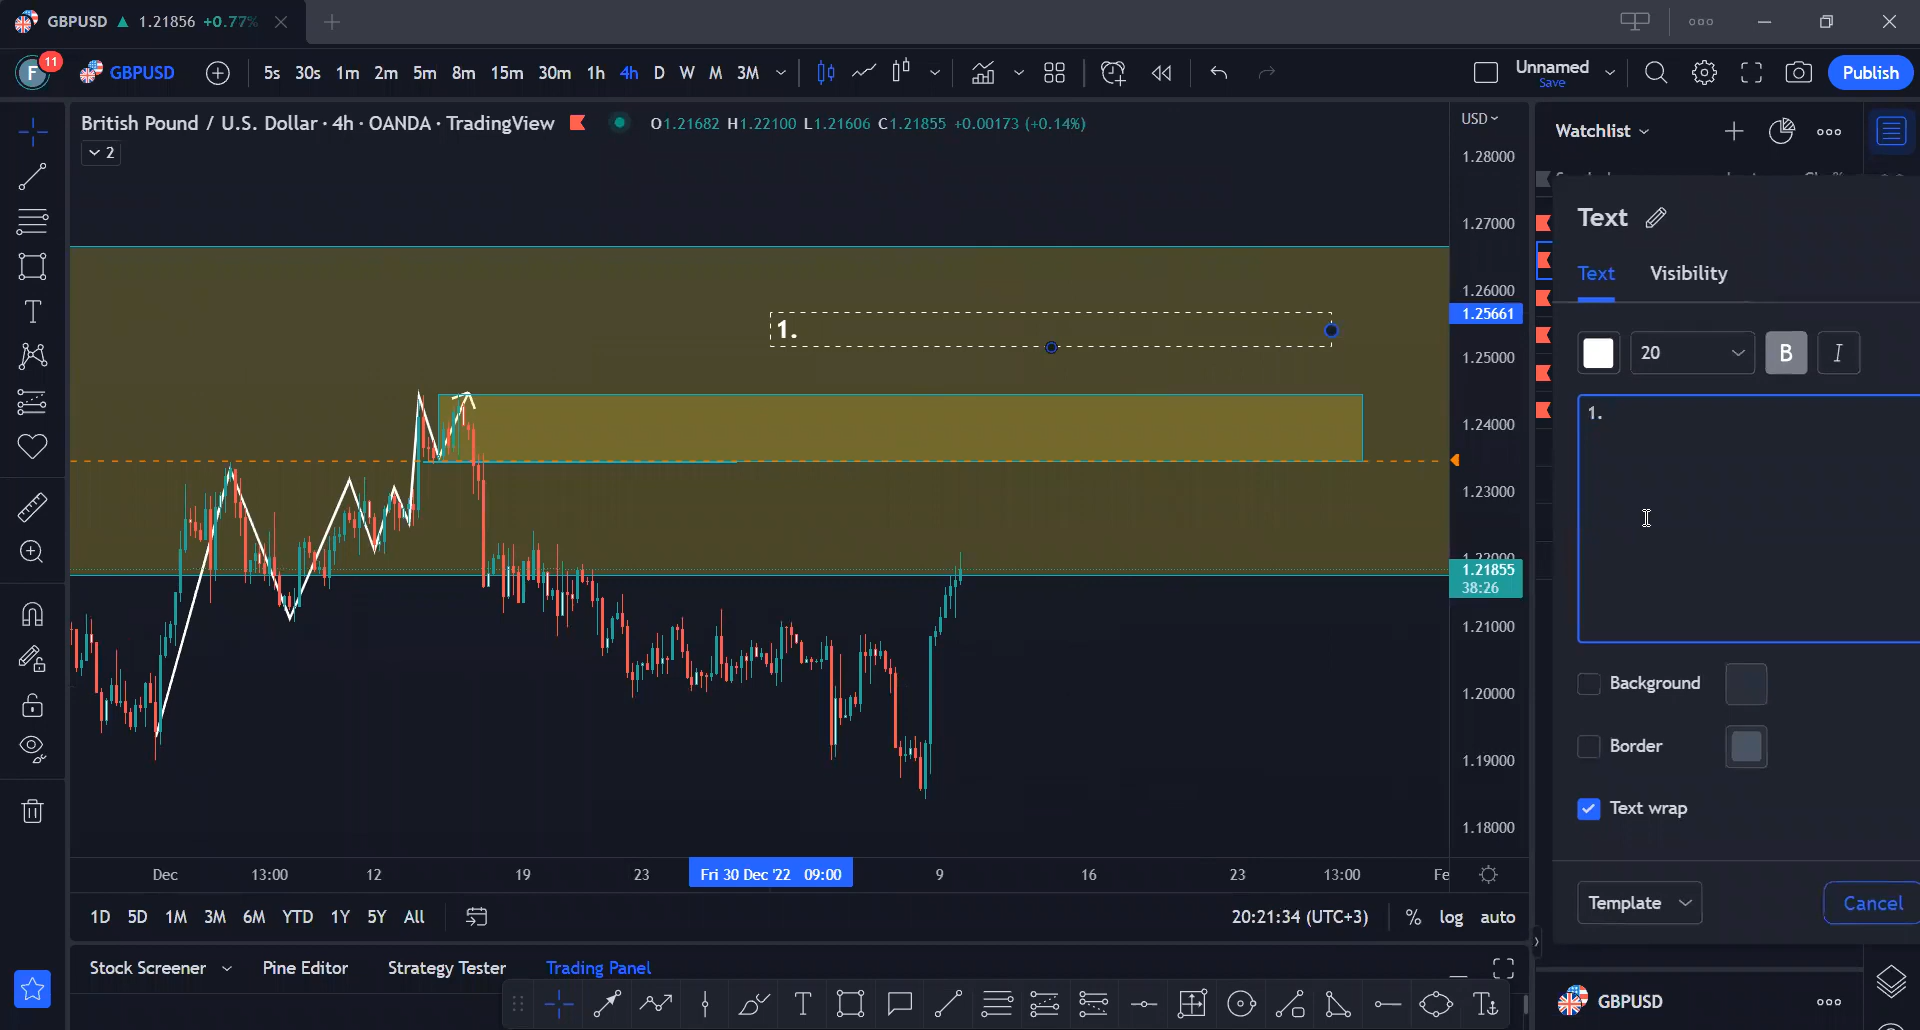 GBPUSD ▲ 1.21856 +0.77%
F 11 GBPUSD 5s 30s 1m 2m 5m 8m 15m 30m 1h 4h D W M 3M Unnamed Save Publish
British Pound / U.S. Dollar · 4h · OANDA · TradingView O1.21682 H1.22100 L1.21606 C1.21855 +0.00173 (+0.14%)
2
USD
Watchlist
1.28000
1.27000
1.26000
1.25661
1.25000
1.24000
1.23000
1.22000
1.21855
38:26
1.21000
1.20000
1.19000
1.18000
1.
Text
Text Visibility
20 B I
1.
Background
Border
Text wrap
Template Cancel
Dec 13:00 12 19 23 Fri 30 Dec '22 09:00 9 16 23 13:00 Fe
1D 5D 1M 3M 6M YTD 1Y 5Y All 20:21:34 (UTC+3) % log auto
Stock Screener Pine Editor Strategy Tester Trading Panel
GBPUSD